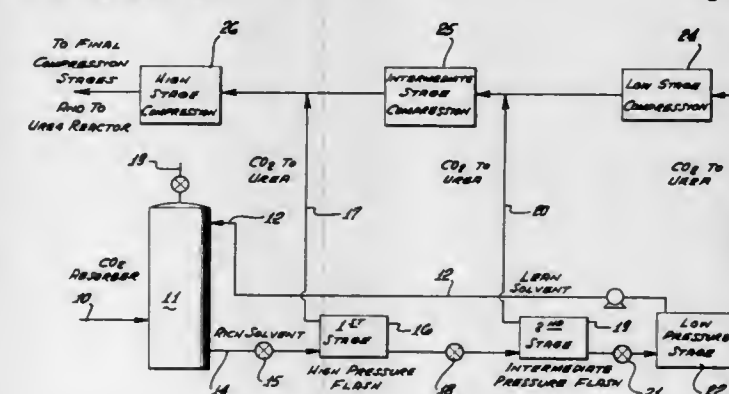 26
25
24
TO FINAL
COMPRESSION
STAGES
AND TO
UREA REACTOR
HIGH
STAGE
COMPRESSION
INTERMEDIATE
STAGE
COMPRESSION
LOW STAGE
COMPRESSION
CO2 TO
UREA
CO2 TO
UREA
CO2 TO
UREA
13
12
17
20
CO2
ABSORBER
10
11
12
LEAN
SOLVENT
RICH SOLVENT
1ST
STAGE
16
2ND
STAGE
19
LOW
PRESSURE
STAGE
14
15
HIGH PRESSURE
FLASH
18
INTERMEDIATE
PRESSURE FLASH
21
22